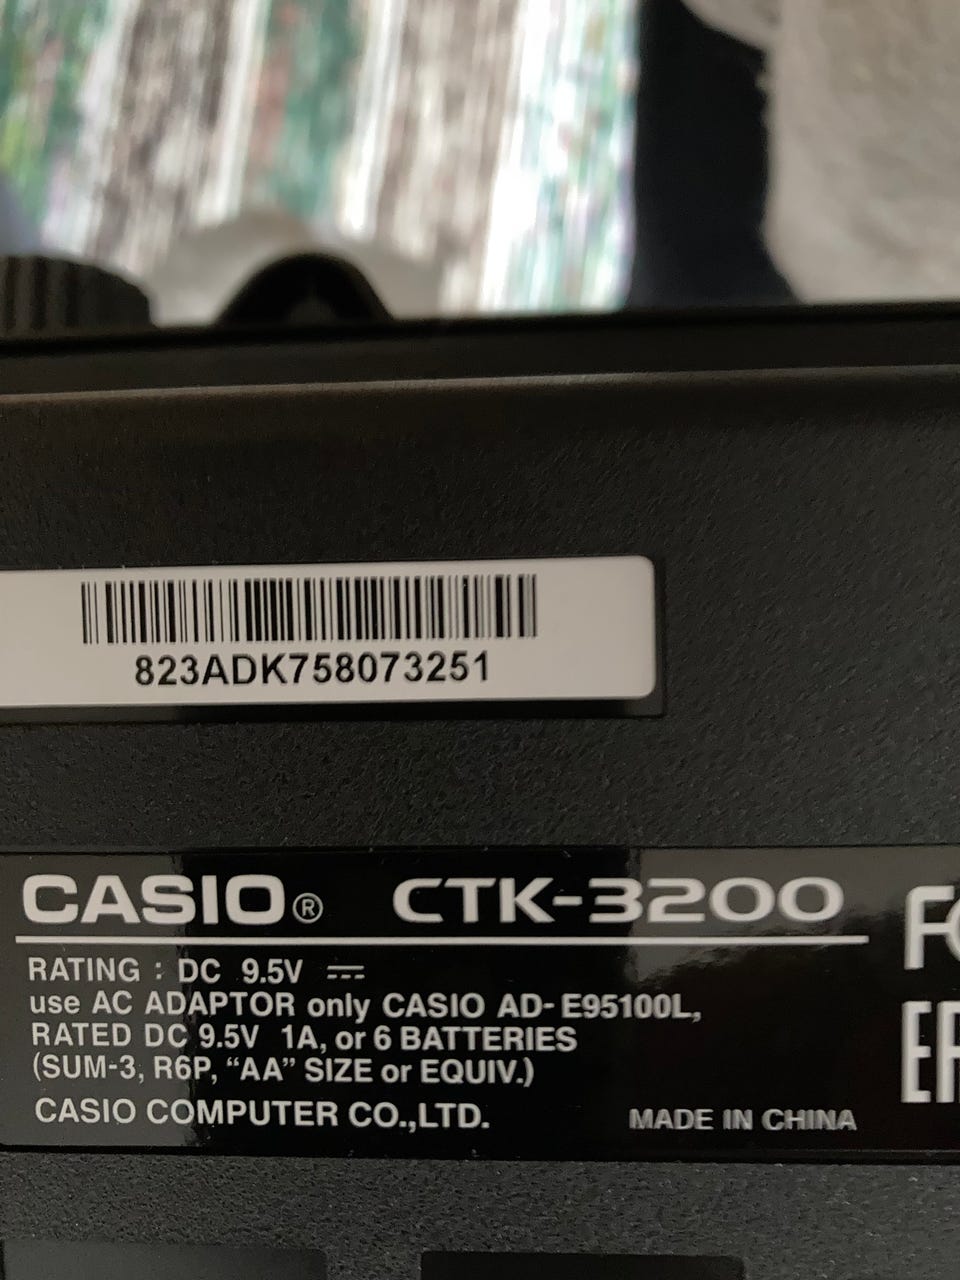 823ADK758073251
CASIO® CTK-3200
RATING : DC 9.5V ⎓
use AC ADAPTOR only CASIO AD-E95100L,
RATED DC 9.5V 1A, or 6 BATTERIES
(SUM-3, R6P, “AA” SIZE or EQUIV.)
CASIO COMPUTER CO.,LTD. MADE IN CHINA